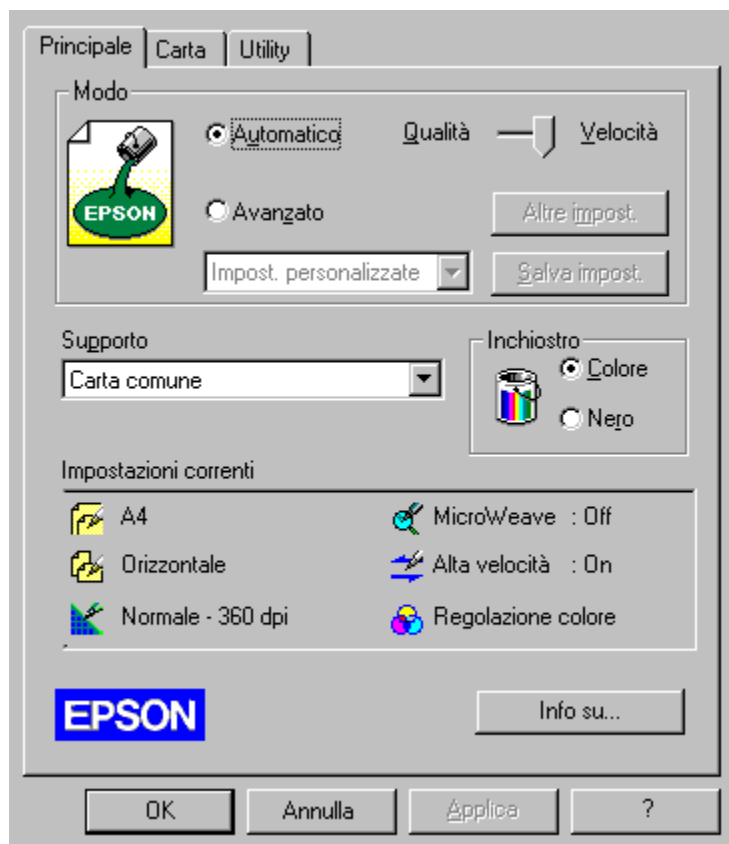 Principale Carta Utility
Modo
Automatico Qualità Velocità
EPSON
Avanzato Altre impost.
Impost. personalizzate Salva impost.
Supporto
Carta comune
Inchiostro
Colore
Nero
Impostazioni correnti
A4 MicroWeave : Off
Orizzontale Alta velocità : On
Normale - 360 dpi Regolazione colore
EPSON Info su...
OK Annulla Applica ?